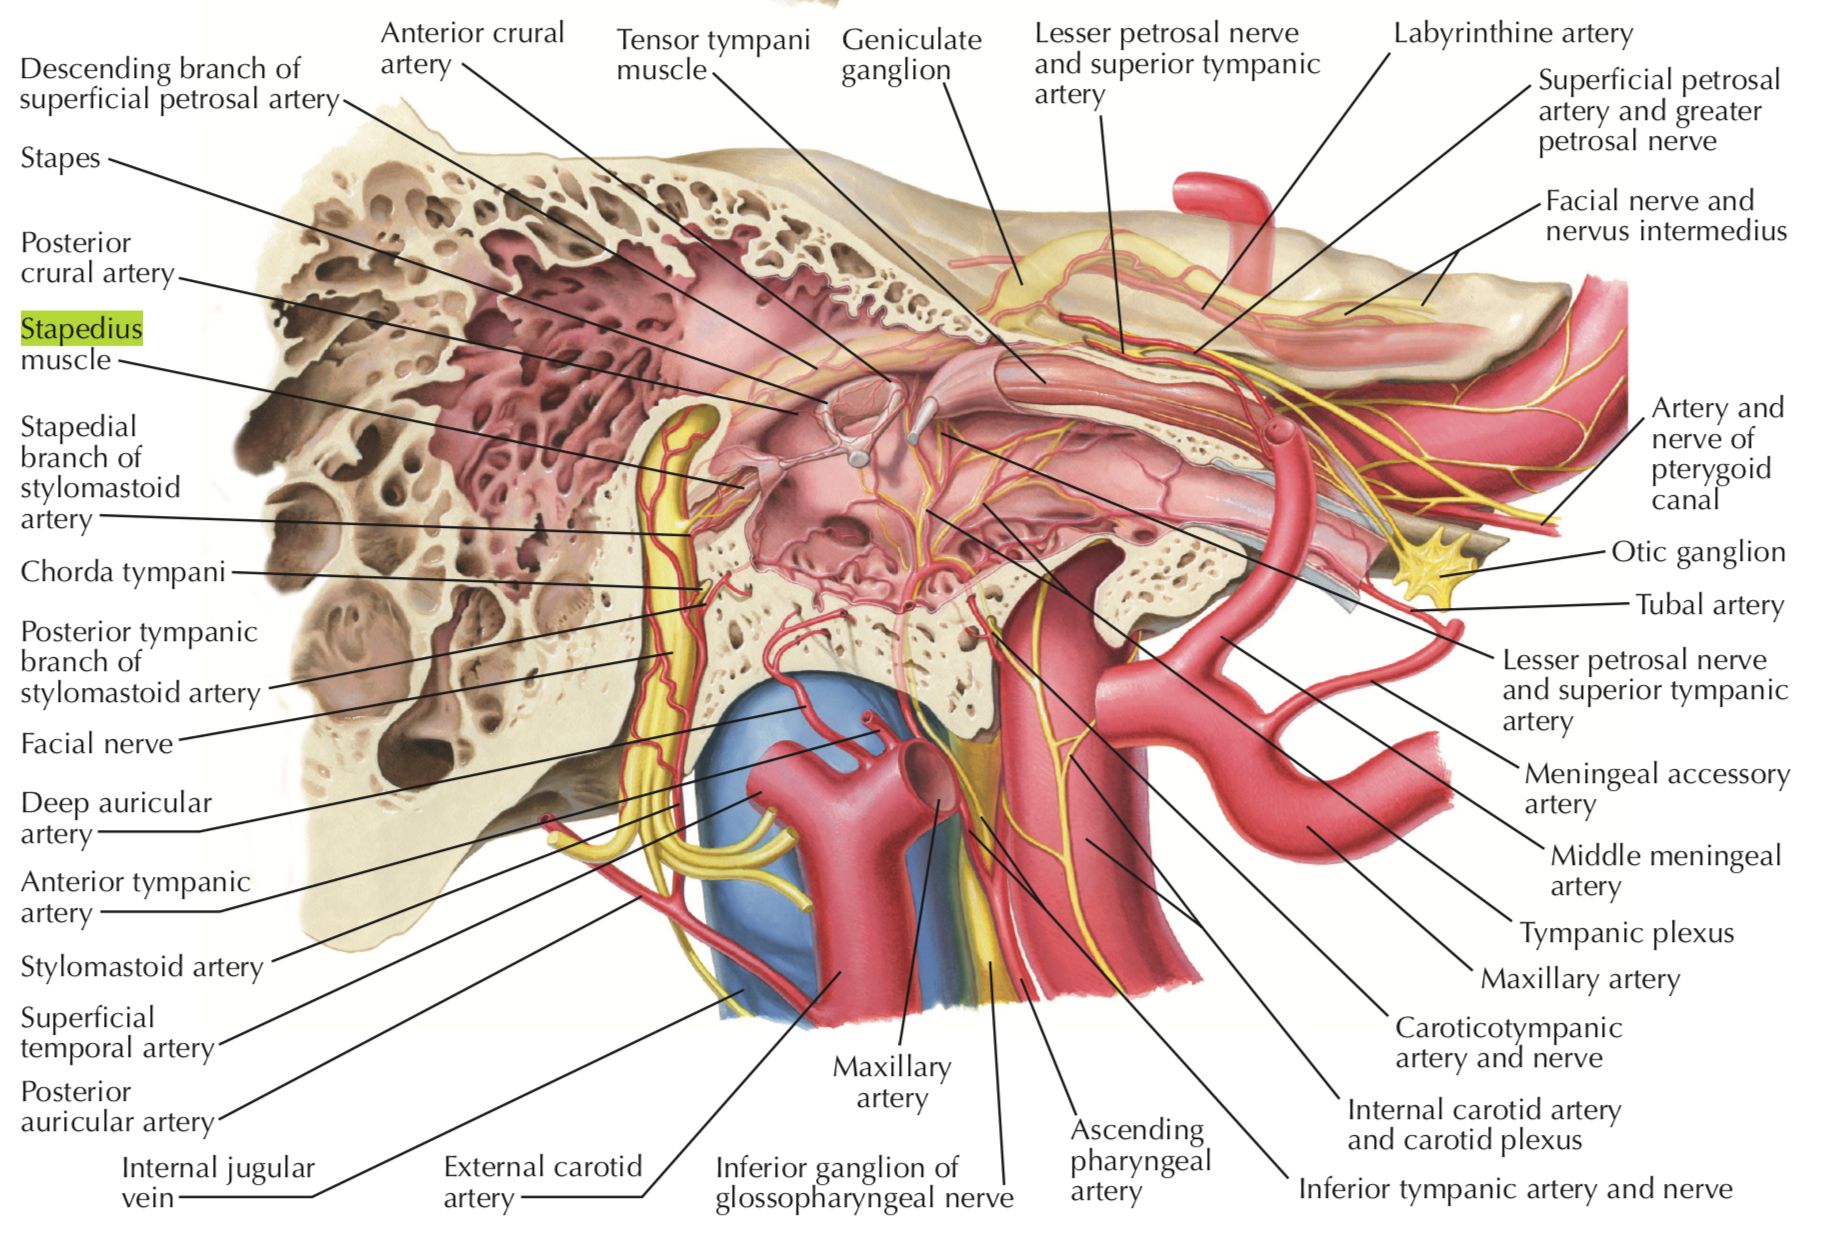 Anterior crural
artery
Tensor tympani
muscle
Geniculate
ganglion
Lesser petrosal nerve
and superior tympanic
artery
Labyrinthine artery
Descending branch of
superficial petrosal artery
Superficial petrosal
artery and greater
petrosal nerve
Stapes
Facial nerve and
nervus intermedius
Posterior
crural artery
Stapedius
muscle
Stapedial
branch of
stylomastoid
artery
Artery and
nerve of
pterygoid
canal
Chorda tympani
Otic ganglion
Tubal artery
Posterior tympanic
branch of
stylomastoid artery
Lesser petrosal nerve
and superior tympanic
artery
Facial nerve
Meningeal accessory
artery
Deep auricular
artery
Middle meningeal
artery
Anterior tympanic
artery
Tympanic plexus
Stylomastoid artery
Maxillary artery
Superficial
temporal artery
Caroticotympanic
artery and nerve
Posterior
auricular artery
Maxillary
artery
Internal carotid artery
and carotid plexus
Internal jugular
vein
External carotid
artery
Inferior ganglion of
glossopharyngeal nerve
Ascending
pharyngeal
artery
Inferior tympanic artery and nerve